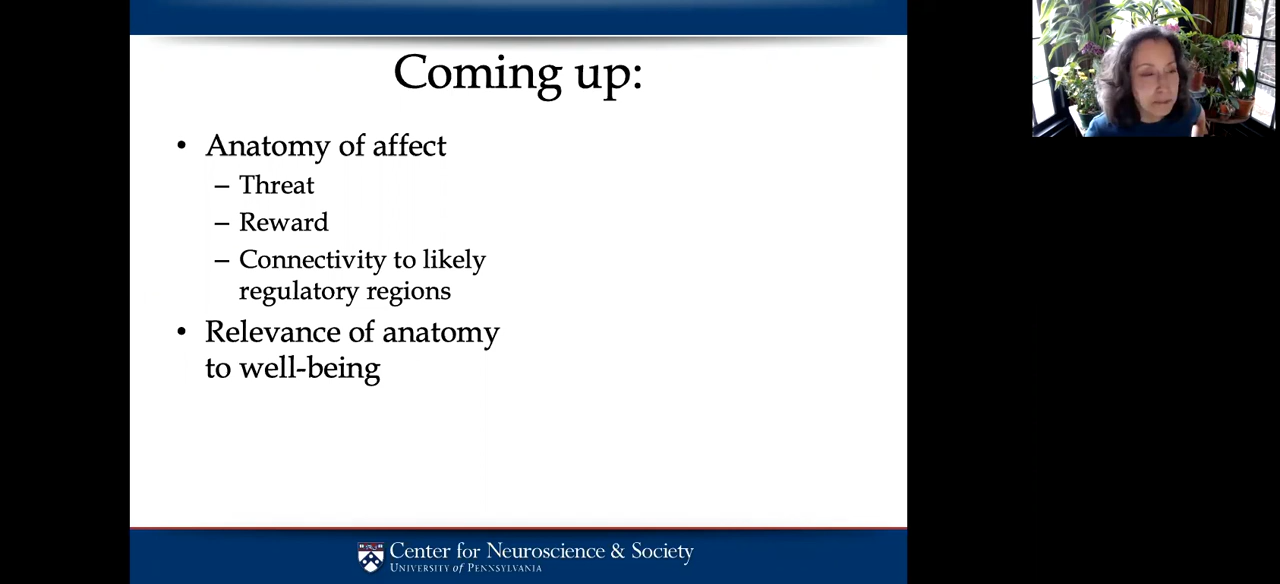 Coming up:
• Anatomy of affect
– Threat
– Reward
– Connectivity to likely
regulatory regions
• Relevance of anatomy
to well-being
Center for Neuroscience & Society
UNIVERSITY of PENNSYLVANIA